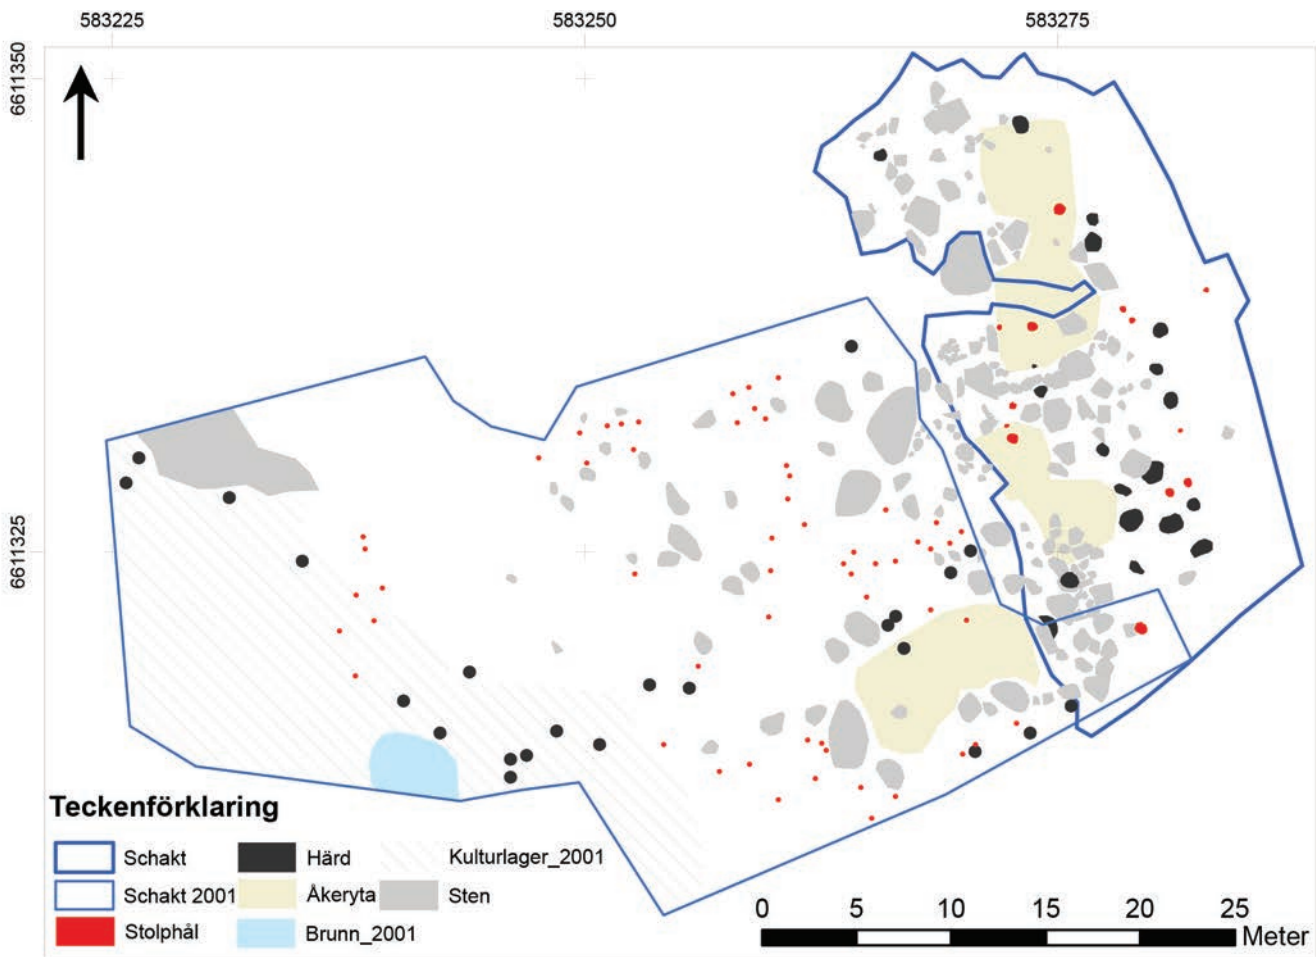 583225 583250 583275
6611350
6611325
Teckenförklaring
Schakt Härd Kulturlager_2001
Schakt 2001 Åkeryta Sten
Stolphål Brunn_2001
0 5 10 15 20 25
Meter